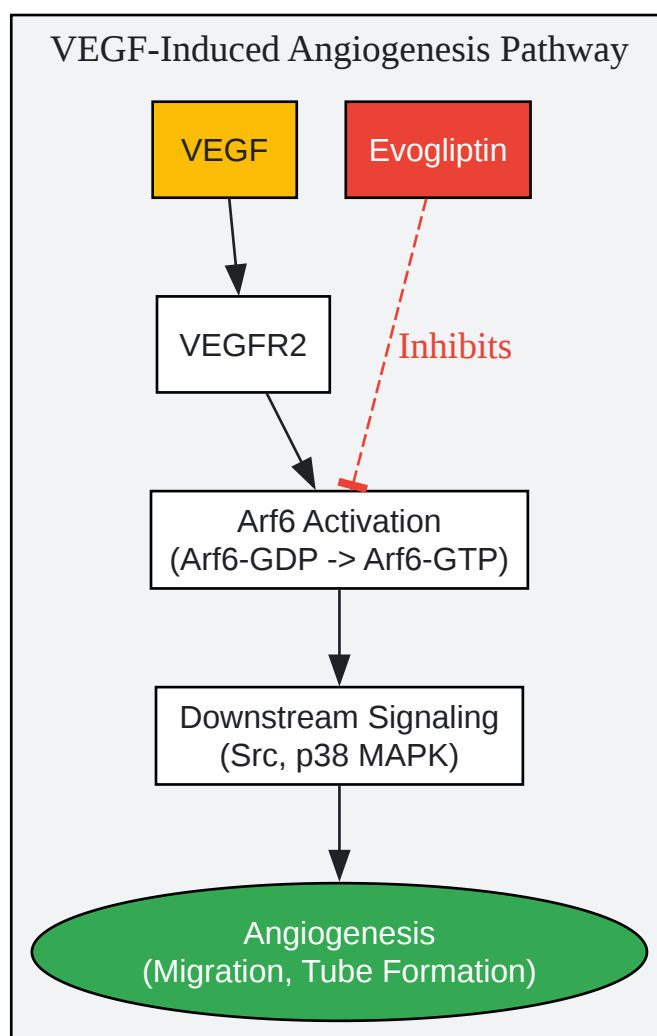 VEGF-Induced Angiogenesis Pathway
VEGF
Evogliptin
VEGFR2
Inhibits
Arf6 Activation
(Arf6-GDP -> Arf6-GTP)
Downstream Signaling
(Src, p38 MAPK)
Angiogenesis
(Migration, Tube Formation)